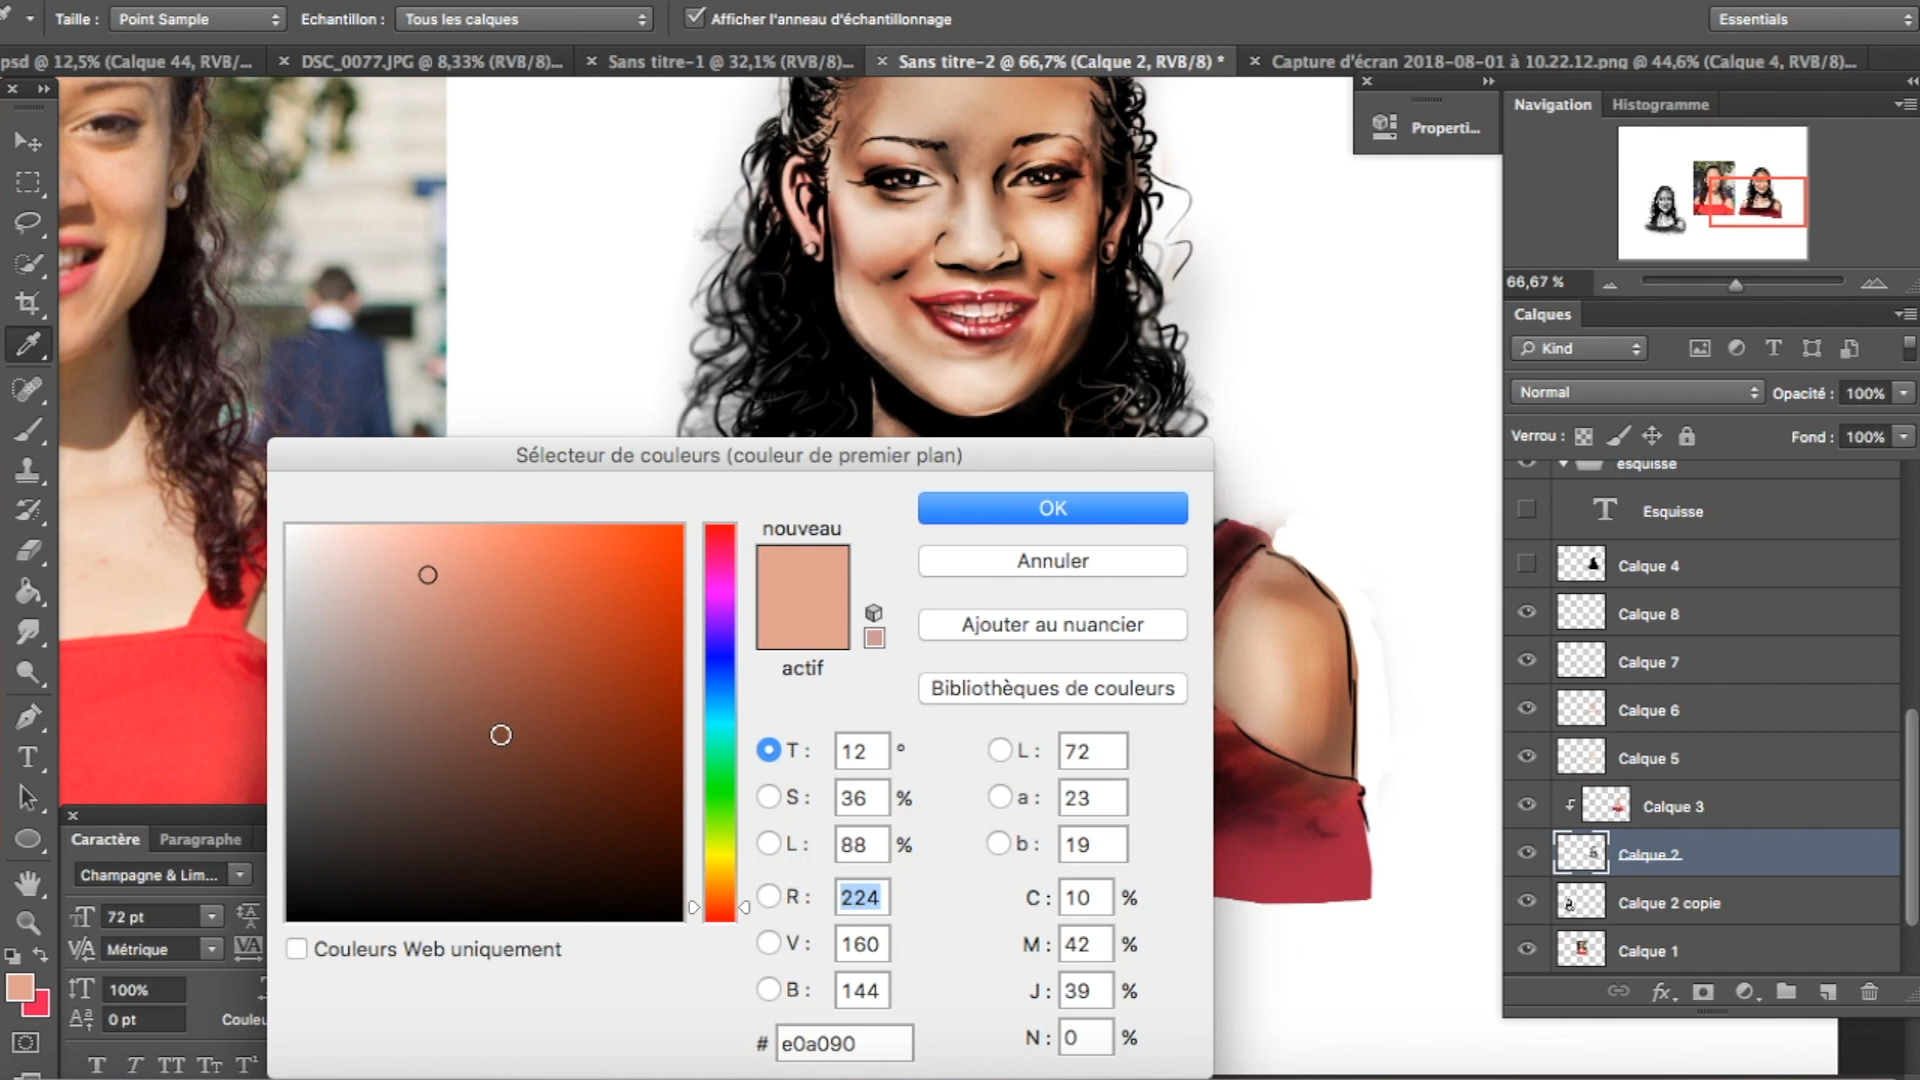 Taille : Point Sample Echantillon : Tous les calques Afficher l'anneau d'échantillonnage Essentials
psd @ 12,5% (Calque 44, RVB/... × DSC_0077.JPG @ 8,33% (RVB/8)... × Sans titre-1 @ 32,1% (RVB/8)... × Sans titre-2 @ 66,7% (Calque 2, RVB/8) * × Capture d'écran 2018-08-01 à 10.22.12.png @ 44,6% (Calque 4, RVB/8)...
Properti...
Navigation Histogramme
66,67 %
Calques
Kind
Normal Opacité : 100%
Verrou : Fond : 100%
esquisse
T Esquisse
Calque 4
Calque 8
Calque 7
Calque 6
Calque 5
Calque 3
Calque 2
Calque 2 copie
Calque 1
fx
Sélecteur de couleurs (couleur de premier plan)
nouveau
actif
OK
Annuler
Ajouter au nuancier
Bibliothèques de couleurs
T : 12 ° L : 72
S : 36 % a : 23
L : 88 % b : 19
R : 224 C : 10 %
V : 160 M : 42 %
B : 144 J : 39 %
# e0a090 N : 0 %
Couleurs Web uniquement
Caractère Paragraphe
Champagne & Lim...
72 pt
Métrique
100%
0 pt Couleu
T T TT Tt T¹